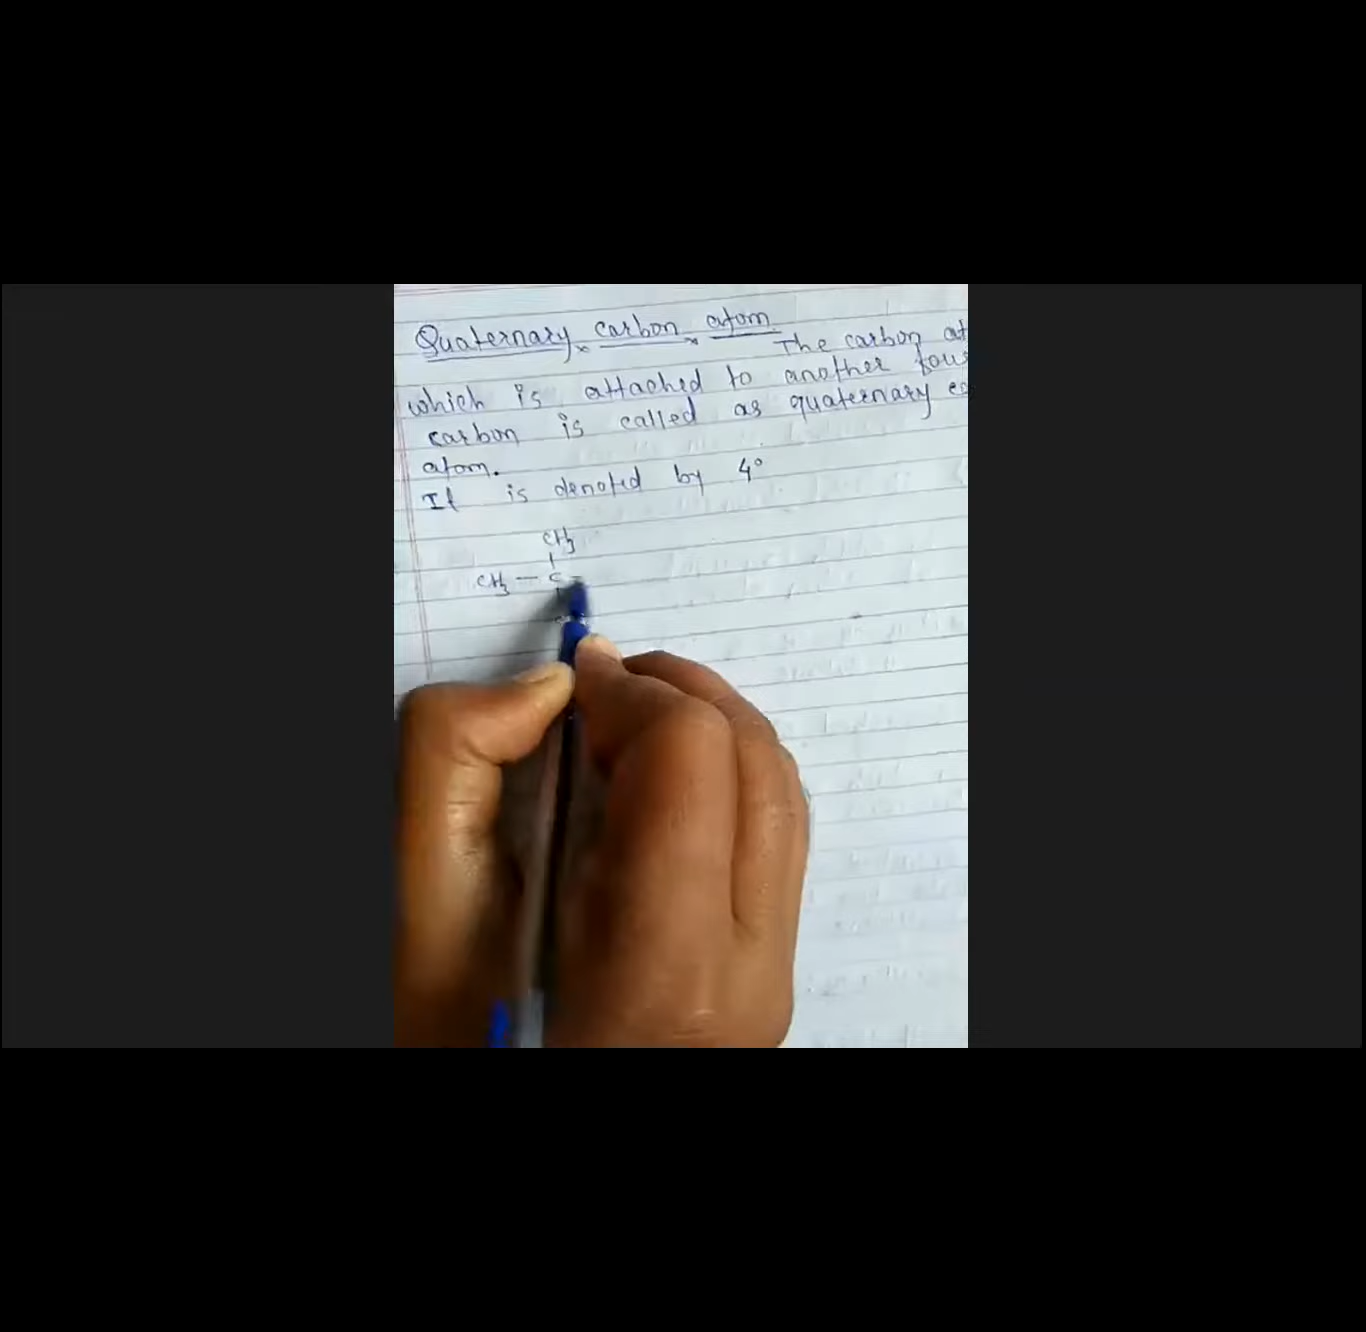 Quaternary carbon atom.
The carbon at
which is attached to another four
carbon is called as quaternary ca
atom.
It is denoted by 4°
CH3
CH3 — C –